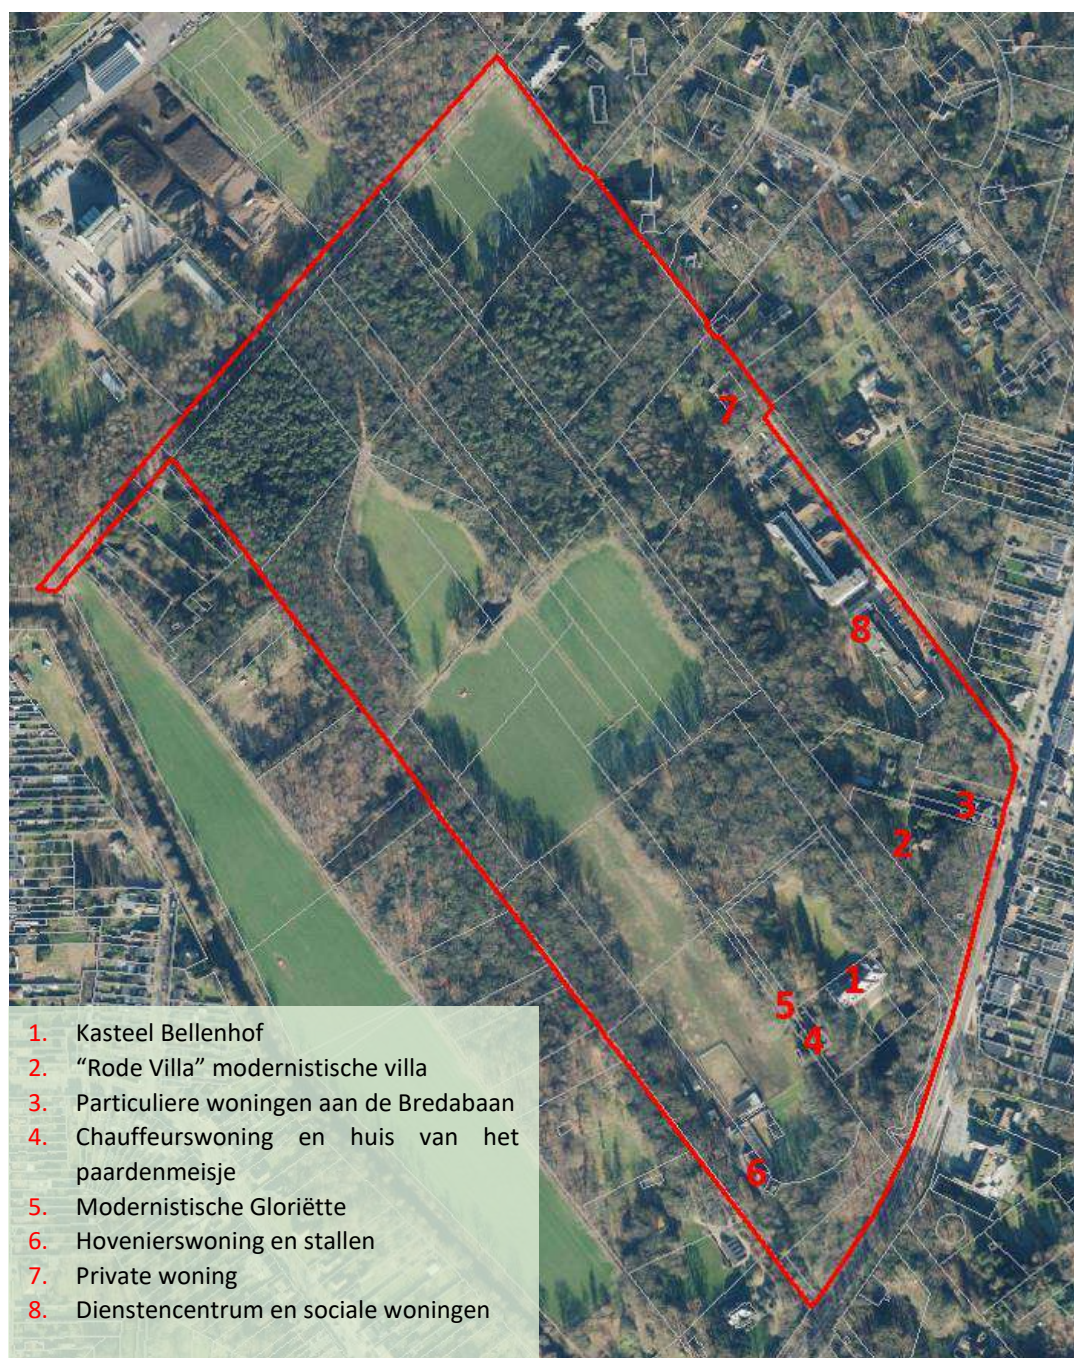 7
8
3
2
1
5
4
6
1. Kasteel Bellenhof
2. “Rode Villa” modernistische villa
3. Particuliere woningen aan de Bredabaan
4. Chauffeurswoning en huis van het
paardenmeisje
5. Modernistische Gloriëtte
6. Hovenierswoning en stallen
7. Private woning
8. Dienstencentrum en sociale woningen